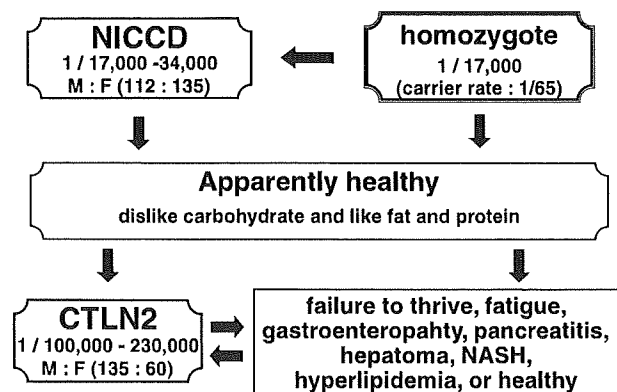 NICCD
1 / 17,000 -34,000
M : F (112 : 135)
homozygote
1 / 17,000
(carrier rate : 1/65)
Apparently healthy
dislike carbohydrate and like fat and protein
CTLN2
1 / 100,000 - 230,000
M : F (135 : 60)
failure to thrive, fatigue,
gastroenteropahty, pancreatitis,
hepatoma, NASH,
hyperlipidemia, or healthy